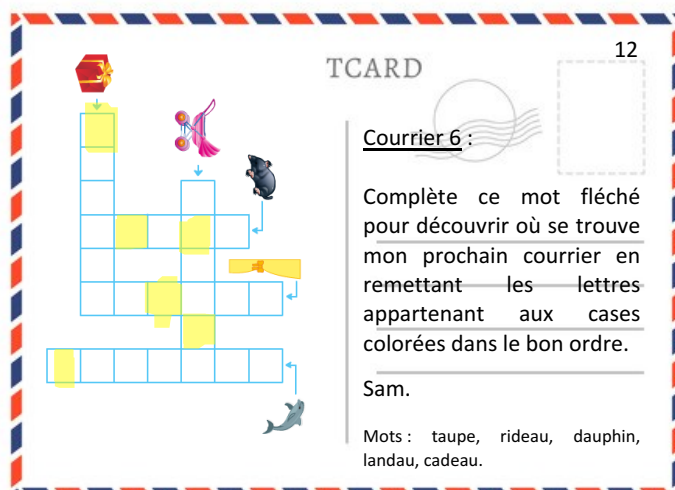 12
TCARD
Courrier 6 :
Complète ce mot fléché
pour découvrir où se trouve
mon prochain courrier en
remettant les lettres
appartenant aux cases
colorées dans le bon ordre.
Sam.
Mots : taupe, rideau, dauphin,
landau, cadeau.